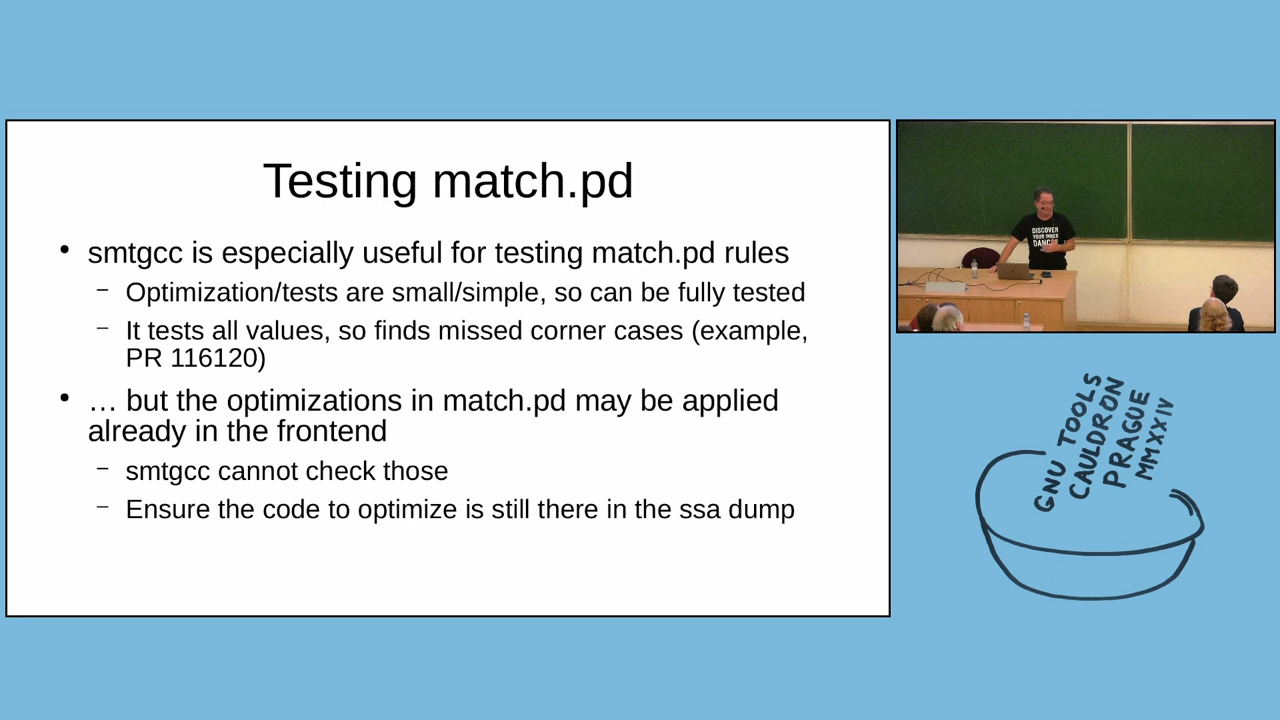 Testing match.pd
• smtgcc is especially useful for testing match.pd rules
– Optimization/tests are small/simple, so can be fully tested
– It tests all values, so finds missed corner cases (example,
PR 116120)
• … but the optimizations in match.pd may be applied
already in the frontend
– smtgcc cannot check those
– Ensure the code to optimize is still there in the ssa dump
DISCOVER
YOUR INNER
DANCOR
GNU TOOLS
CAULDRON
PRAGUE
MMXXIV